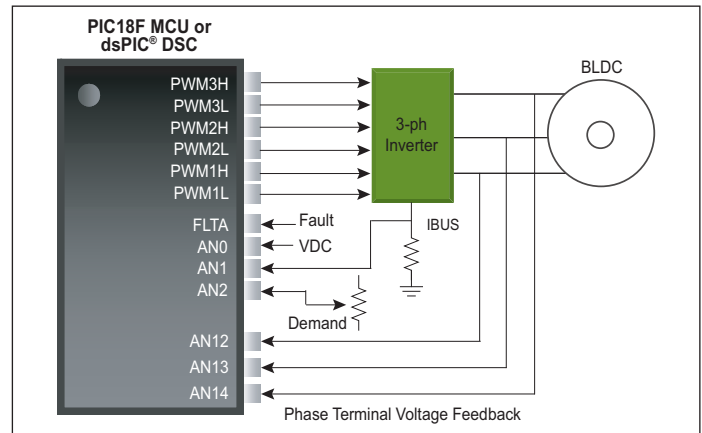 PIC18F MCU or
dsPIC® DSC
PWM3H
PWM3L
PWM2H
PWM2L
PWM1H
PWM1L
FLTA
AN0
AN1
AN2
AN12
AN13
AN14
3-ph
Inverter
BLDC
Fault
VDC
IBUS
Demand
Phase Terminal Voltage Feedback